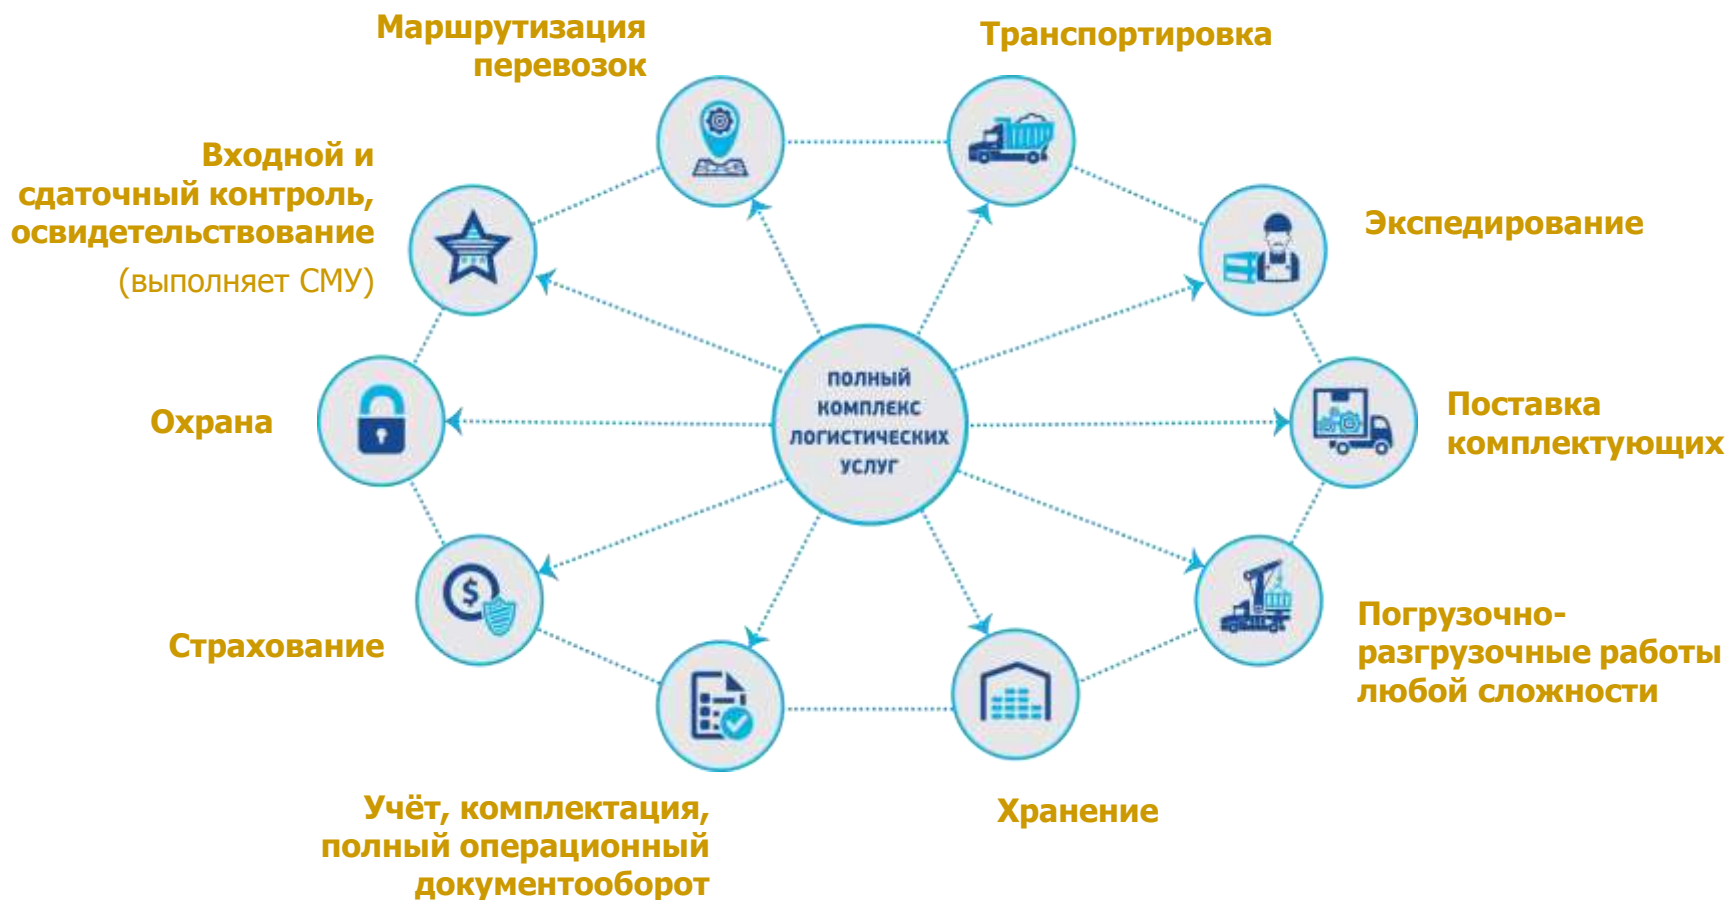 Маршрутизация
перевозок
Транспортировка
Входной и
сдаточный контроль,
освидетельствование
(выполняет СМУ)
Экспедирование
ПОЛНЫЙ
КОМПЛЕКС
ЛОГИСТИЧЕСКИХ
УСЛУГ
Охрана
Поставка
комплектующих
$
Страхование
Погрузочно-
разгрузочные работы
любой сложности
Учёт, комплектация,
полный операционный
документооборот
Хранение